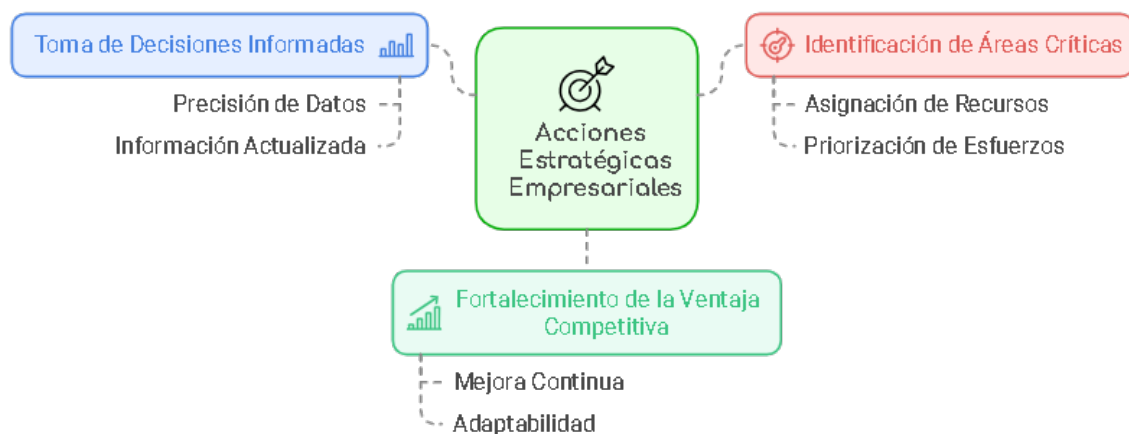 Toma de Decisiones Informadas
Precisión de Datos
Información Actualizada
Acciones
Estratégicas
Empresariales
Identificación de Áreas Críticas
Asignación de Recursos
Priorización de Esfuerzos
Fortalecimiento de la Ventaja
Competitiva
Mejora Continua
Adaptabilidad